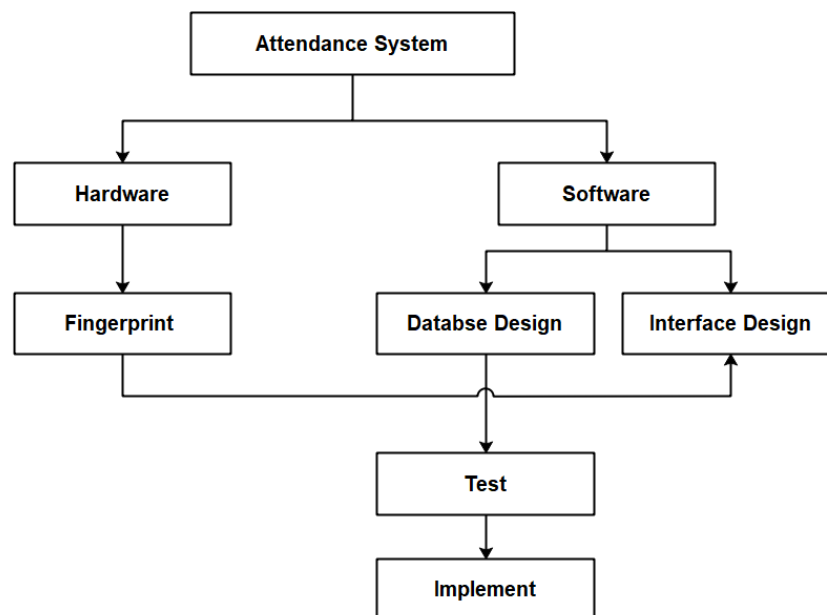 Attendance System
Hardware
Software
Fingerprint
Databse Design
Interface Design
Test
Implement